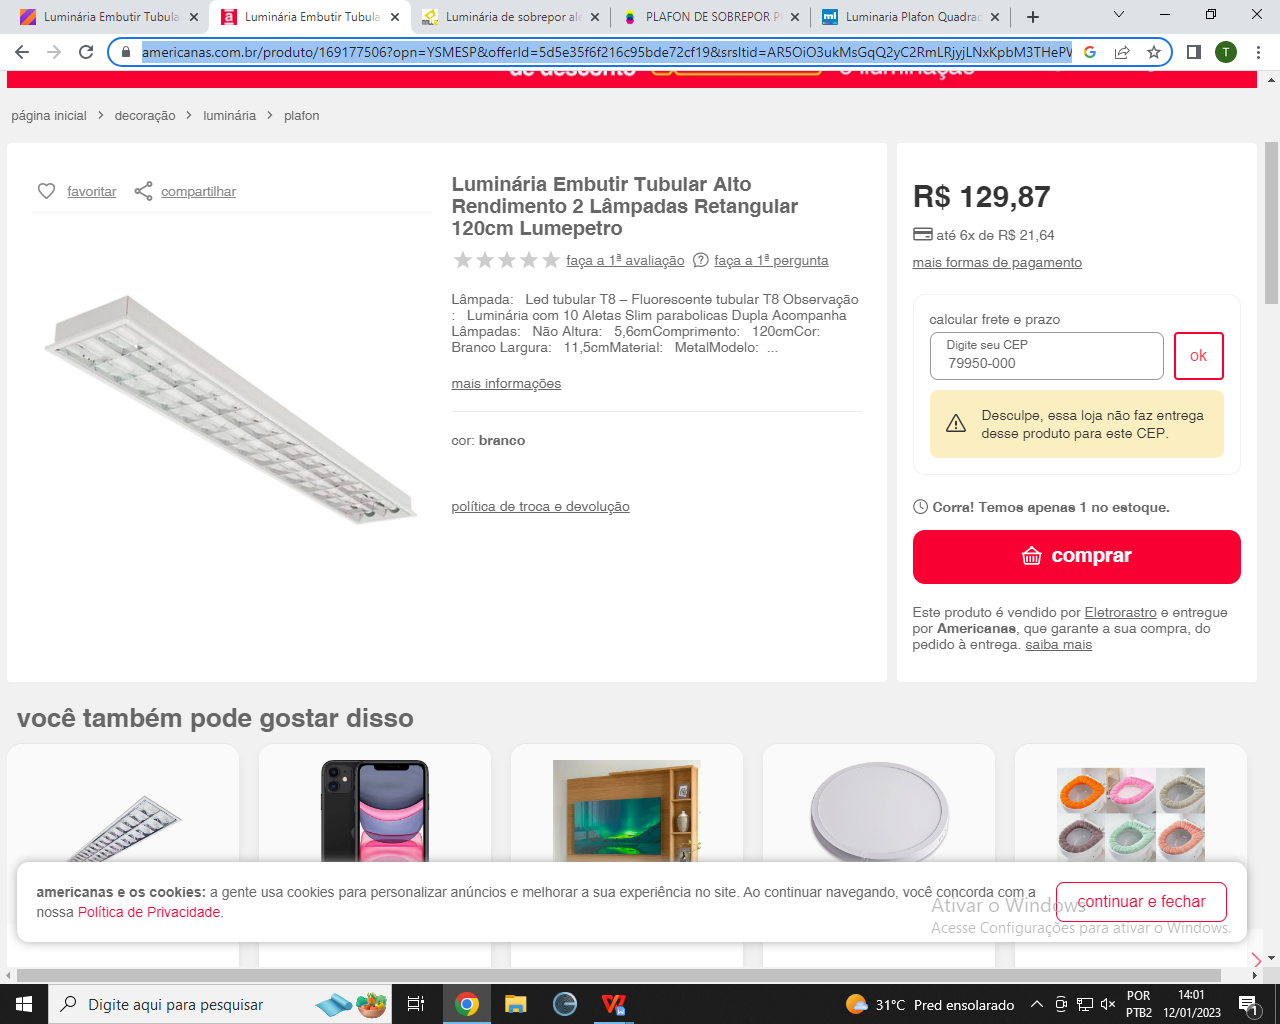 Luminária Embutir Tubula
Luminária Embutir Tubula
Luminária de sobrepor ale
PLAFON DE SOBREPOR P
Luminaria Plafon Quadrac
americanas.com.br/produto/169177506?opn=YSMESP&offerId=5d5e35f6f216c95bde72cf19&srsltid=AR5OiO3ukMsGqQ2yC2RmLRjyjLNxKpbM3THePV
T
de desconto
e iluminação
página inicial > decoração > luminária > plafon
favoritar
compartilhar
Luminária Embutir Tubular Alto
Rendimento 2 Lâmpadas Retangular
120cm Lumepetro
faça a 1ª avaliação
faça a 1ª pergunta
Lâmpada: Led tubular T8 – Fluorescente tubular T8 Observação
: Luminária com 10 Aletas Slim parabolicas Dupla Acompanha
Lâmpadas: Não Altura: 5,6cmComprimento: 120cmCor:
Branco Largura: 11,5cmMaterial: MetalModelo: ...
mais informações
cor: branco
política de troca e devolução
R$ 129,87
até 6x de R$ 21,64
mais formas de pagamento
calcular frete e prazo
Digite seu CEP
79950-000
ok
Desculpe, essa loja não faz entrega
desse produto para este CEP.
Corra! Temos apenas 1 no estoque.
comprar
Este produto é vendido por Eletrorastro e entregue
por Americanas, que garante a sua compra, do
pedido à entrega. saiba mais
você também pode gostar disso
americanas e os cookies: a gente usa cookies para personalizar anúncios e melhorar a sua experiência no site. Ao continuar navegando, você concorda com a
nossa Política de Privacidade.
continuar e fechar
Ativar o Windows
Acesse Configurações para ativar o Windows.
Digite aqui para pesquisar
31°C Pred ensolarado
POR
PTB2
14:01
12/01/2023
1